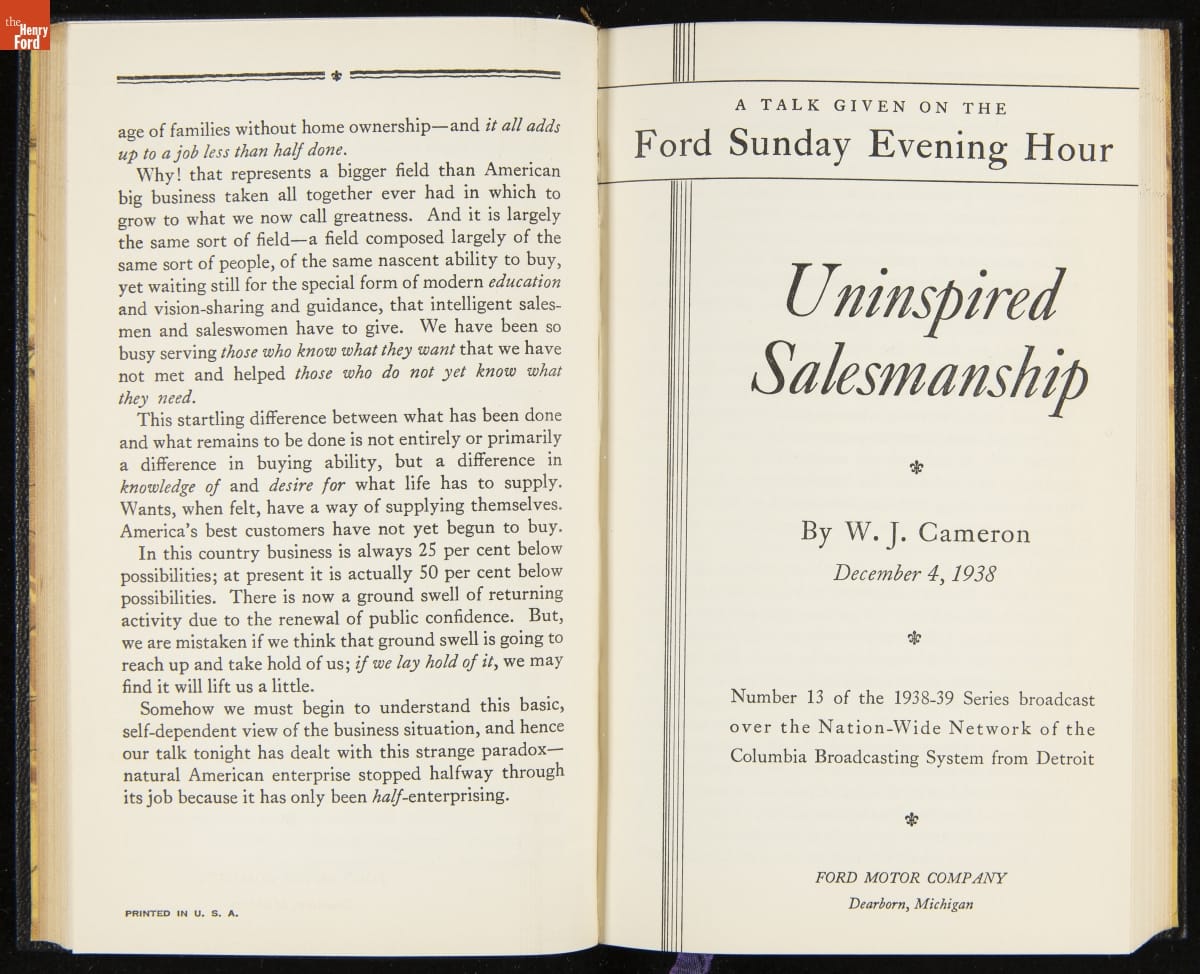 the
Henry
Ford
age of families without home ownership—and it all adds
up to a job less than half done.
Why! that represents a bigger field than American
big business taken all together ever had in which to
grow to what we now call greatness. And it is largely
the same sort of field—a field composed largely of the
same sort of people, of the same nascent ability to buy,
yet waiting still for the special form of modern education
and vision-sharing and guidance, that intelligent sales-
men and saleswomen have to give. We have been so
busy serving those who know what they want that we have
not met and helped those who do not yet know what
they need.
This startling difference between what has been done
and what remains to be done is not entirely or primarily
a difference in buying ability, but a difference in
knowledge of and desire for what life has to supply.
Wants, when felt, have a way of supplying themselves.
America's best customers have not yet begun to buy.
In this country business is always 25 per cent below
possibilities; at present it is actually 50 per cent below
possibilities. There is now a ground swell of returning
activity due to the renewal of public confidence. But,
we are mistaken if we think that ground swell is going to
reach up and take hold of us; if we lay hold of it, we may
find it will lift us a little.
Somehow we must begin to understand this basic,
self-dependent view of the business situation, and hence
our talk tonight has dealt with this strange paradox—
natural American enterprise stopped halfway through
its job because it has only been half-enterprising.
PRINTED IN U. S. A.
A TALK GIVEN ON THE
Ford Sunday Evening Hour
Uninspired
Salesmanship
By W. J. Cameron
December 4, 1938
Number 13 of the 1938-39 Series broadcast
over the Nation-Wide Network of the
Columbia Broadcasting System from Detroit
FORD MOTOR COMPANY
Dearborn, Michigan